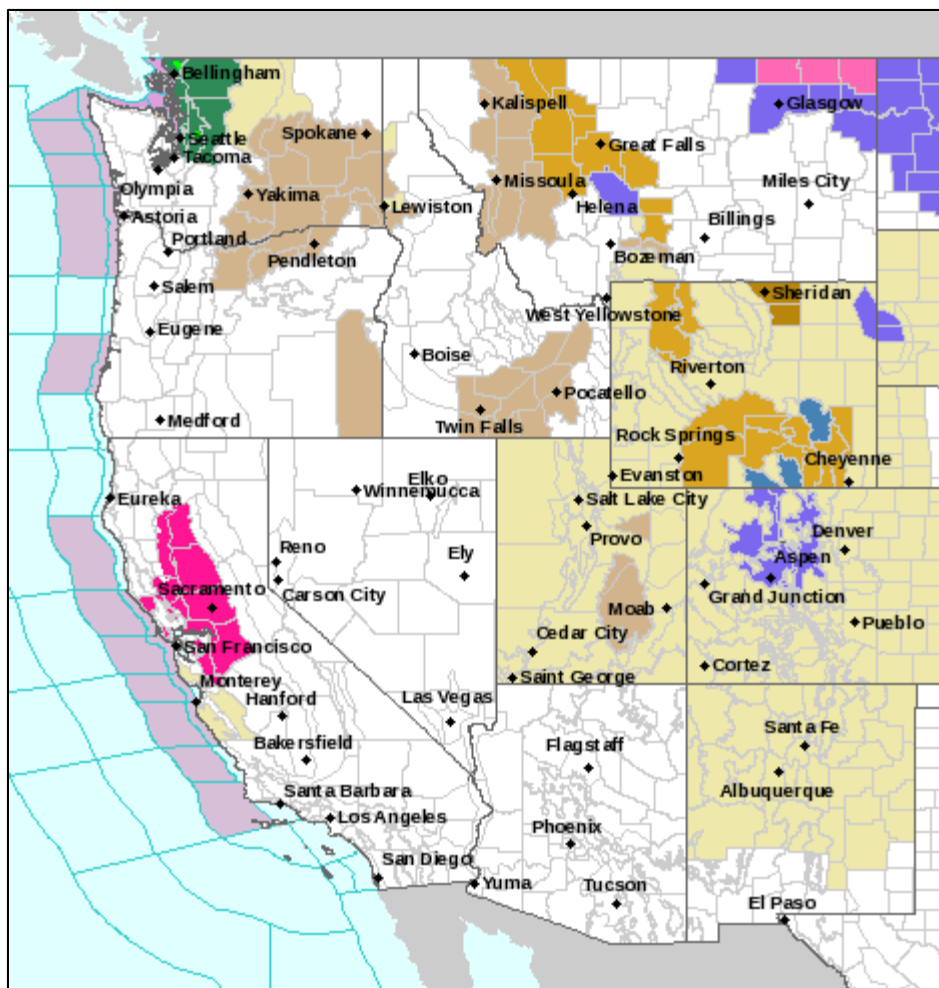 Bellingham
Kalispell
Glasgow
Spokane
Seattle
Great Falls
Tacoma
Missoula
Miles City
Olympia
Yakima
Lewiston
Helena
Astoria
Billings
Portland
Pendleton
Bozeman
Salem
Sheridan
West Yellowstone
Eugene
Boise
Riverton
Pocatello
Medford
Twin Falls
Rock Springs
Cheyenne
Elko
Evanston
Winnemucca
Eureka
Salt Lake City
Denver
Provo
Reno
Ely
Aspen
Sacramento
Carson City
Grand Junction
Moab
Pueblo
Cedar City
San Francisco
Cortez
Saint George
Monterey
Hanford
Las Vegas
Santa Fe
Bakersfield
Flagstaff
Albuquerque
Santa Barbara
Los Angeles
Phoenix
San Diego
Yuma
Tucson
El Paso